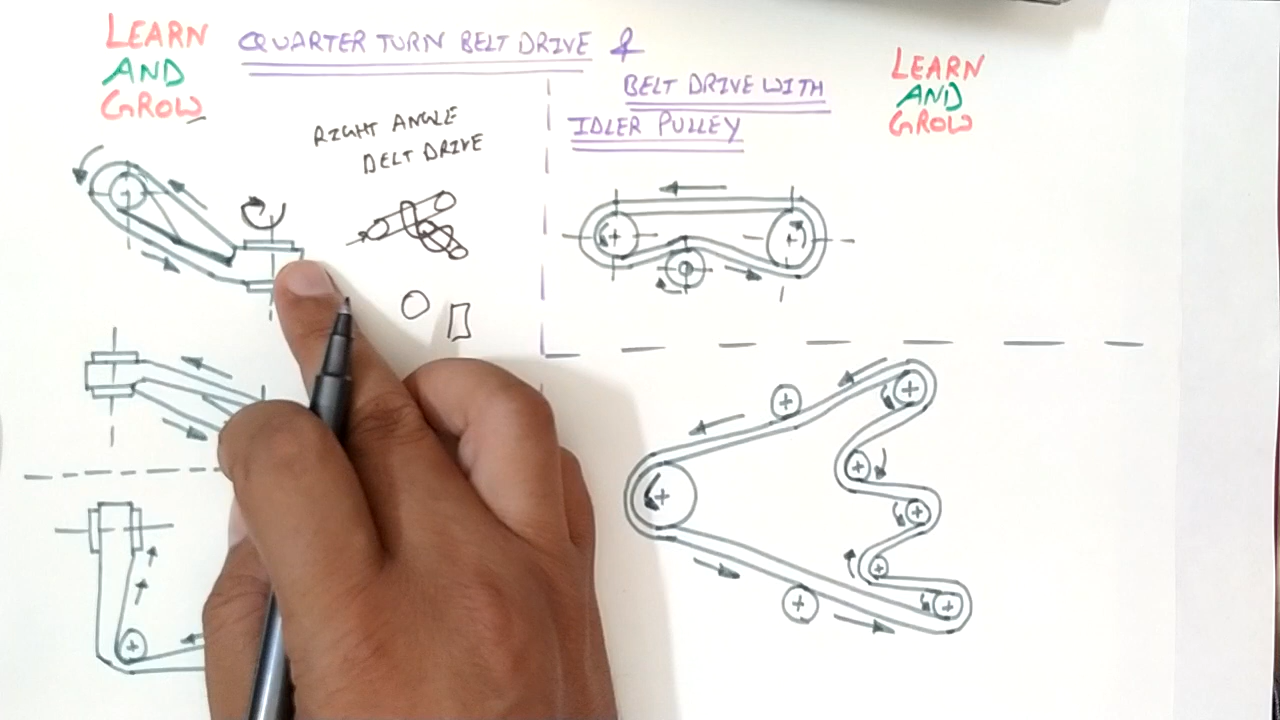 LEARN
AND
GROW
QUARTER TURN BELT DRIVE &
BELT DRIVE WITH
IDLER PULLEY
LEARN
AND
GROW
RIGHT ANGLE
BELT DRIVE